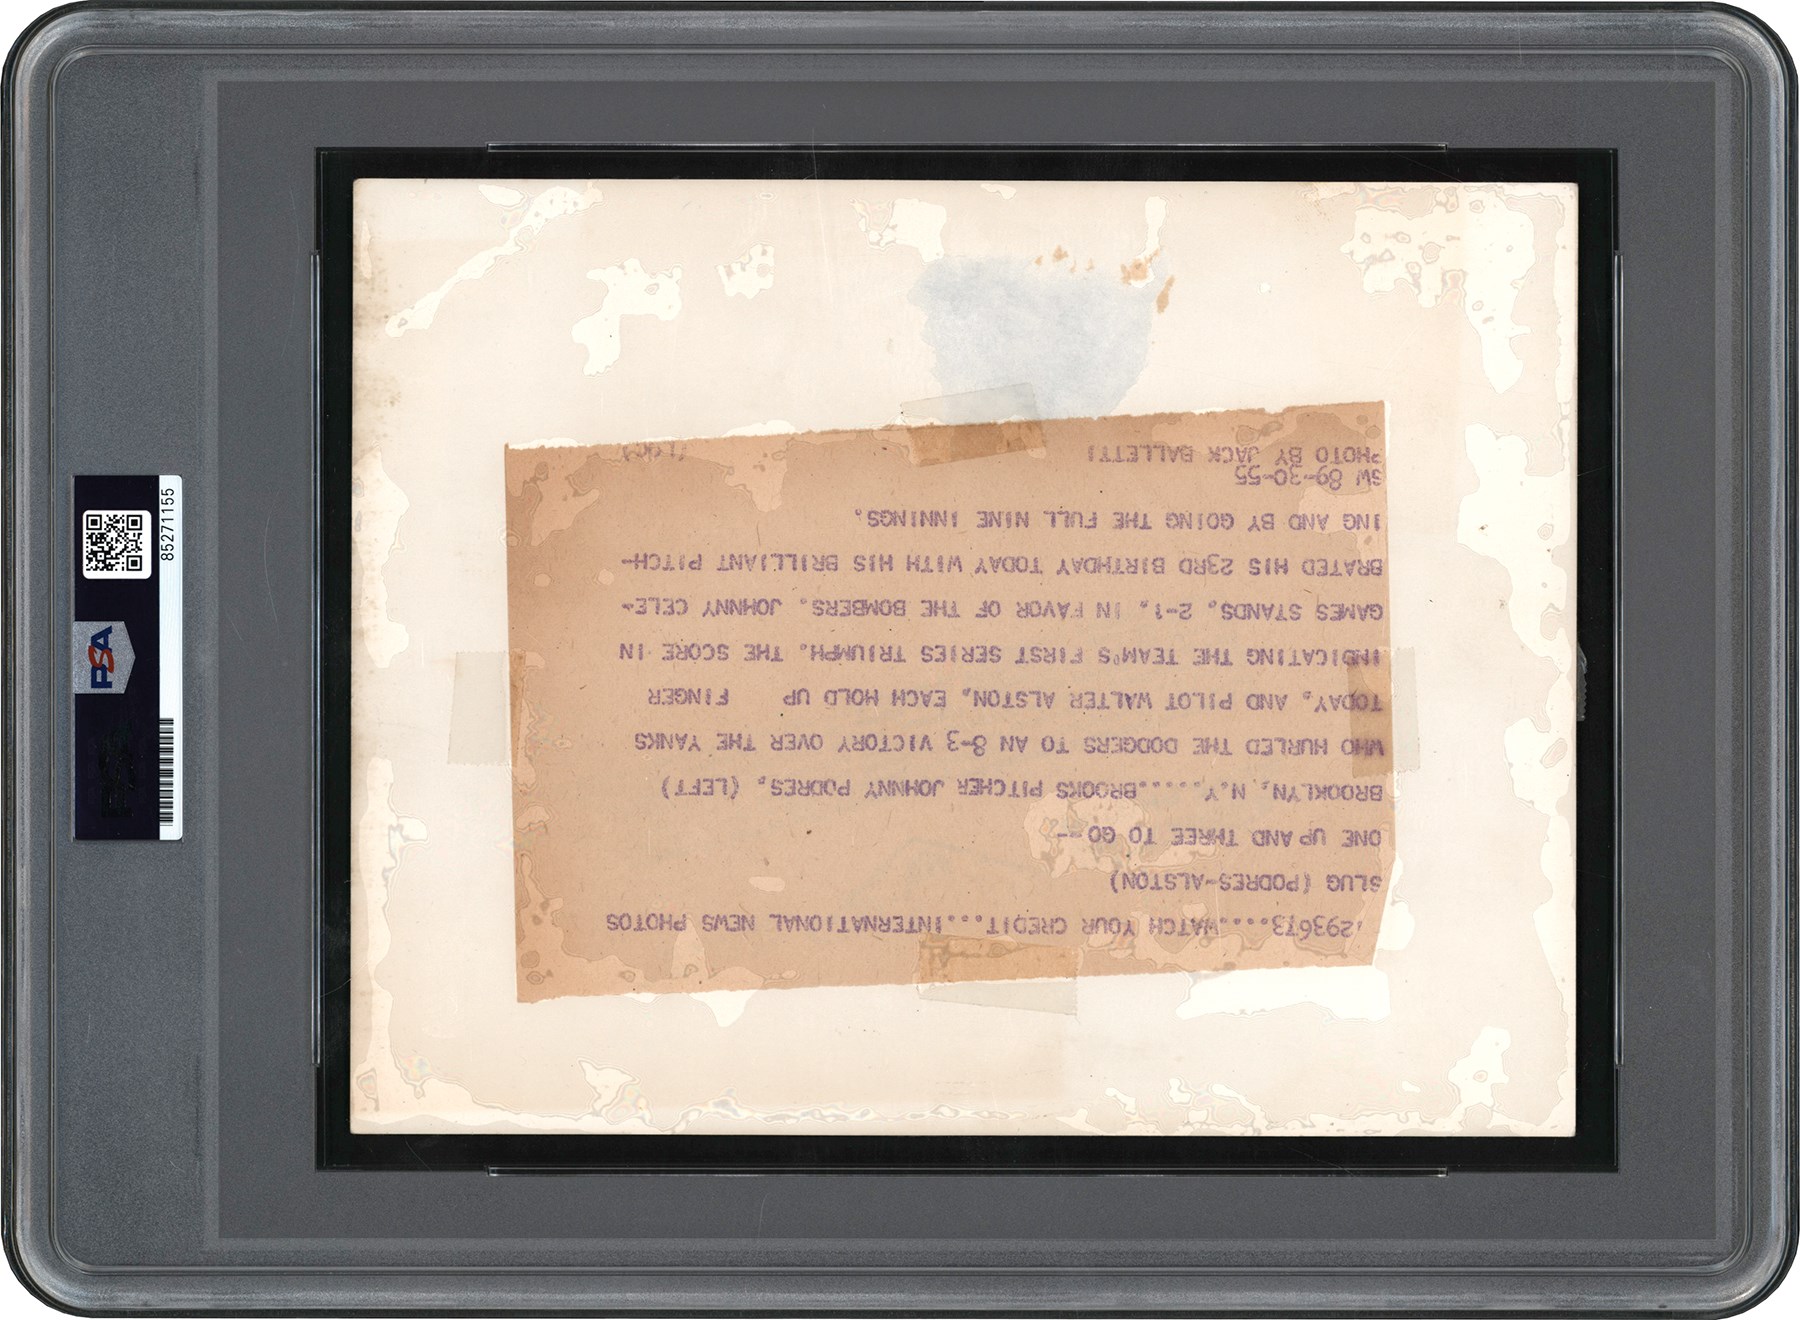 ,293673.....WATCH YOUR CREDIT...INTERNATIONAL NEWS PHOTOS
SLUG (PODRES-ALSTON)
ONE UP AND THREE TO GO--
BROOKLYN, N.Y......BROOKS PITCHER JOHNNY PODRES, (LEFT)
WHO HURLED THE DODGERS TO AN 8-3 VICTORY OVER THE YANKS
TODAY, AND PILOT WALTER ALSTON, EACH HOLD UP FINGER
INDICATING THE TEAM'S FIRST SERIES TRIUMPH. THE SCORE IN
GAMES STANDS, 2-1, IN FAVOR OF THE BOMBERS. JOHNNY CELE-
BRATED HIS 23RD BIRTHDAY TODAY WITH HIS BRILLIANT PITCH-
ING AND BY GOING THE FULL NINE INNINGS.
SW 89-30-55
PHOTO BY JACK BALLETTI
PSA
85271155